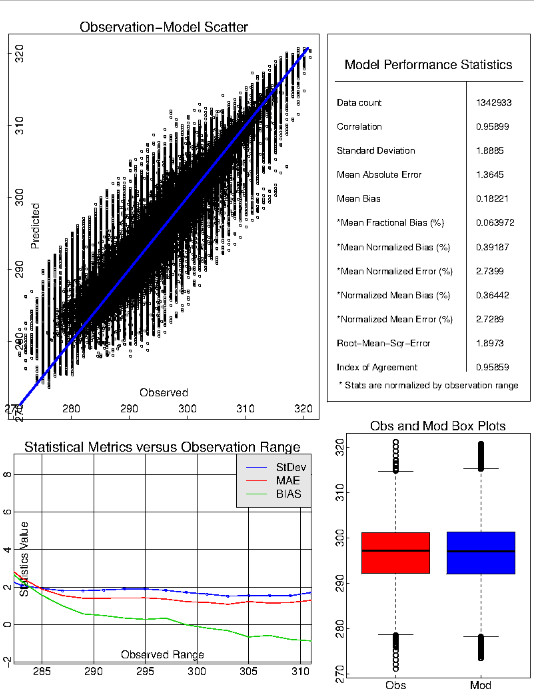 Observation−Model Scatter
320
310
300
290
280
270
Predicted
Observed
270
280
290
300
310
320
Model Performance Statistics
Data count 1342933
Correlation 0.95899
Standard Deviation 1.8885
Mean Absolute Error 1.3645
Mean Bias 0.18221
*Mean Fractional Bias (%) 0.063972
*Mean Normalized Bias (%) 0.39187
*Mean Normalized Error (%) 2.7399
*Normalized Mean Bias (%) 0.36442
*Normalized Mean Error (%) 2.7289
Root−Mean−Sqr−Error 1.8973
Index of Agreement 0.95859
* Stats are normalized by observation range
Statistical Metrics versus Observation Range
StDev
MAE
BIAS
8
6
4
2
0
−2
Statistics Value
Observed Range
285
290
295
300
305
310
Obs and Mod Box Plots
320
310
300
290
280
270
Obs
Mod